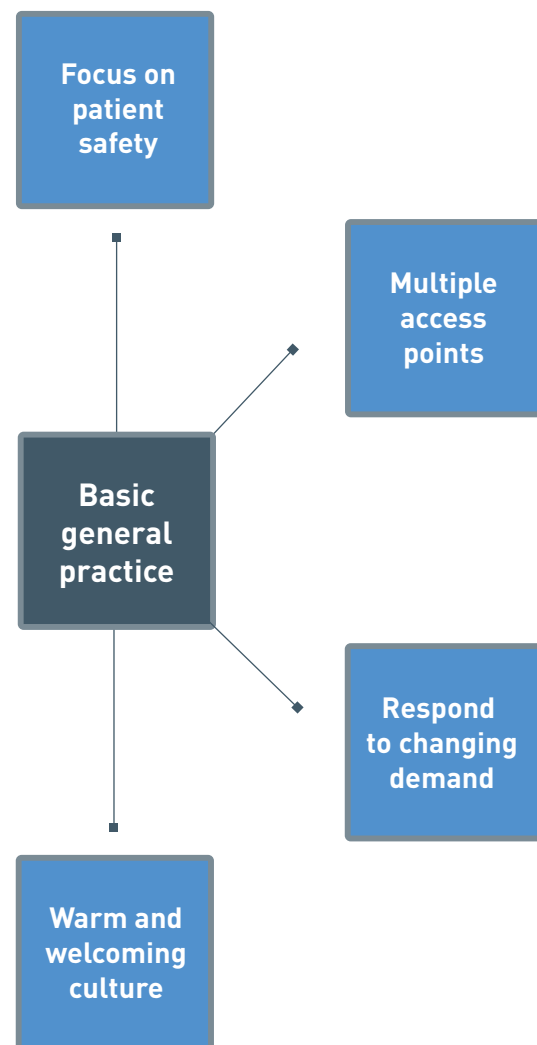 Focus on
patient
safety
Multiple
access
points
Basic
general
practice
Respond
to changing
demand
Warm and
welcoming
culture